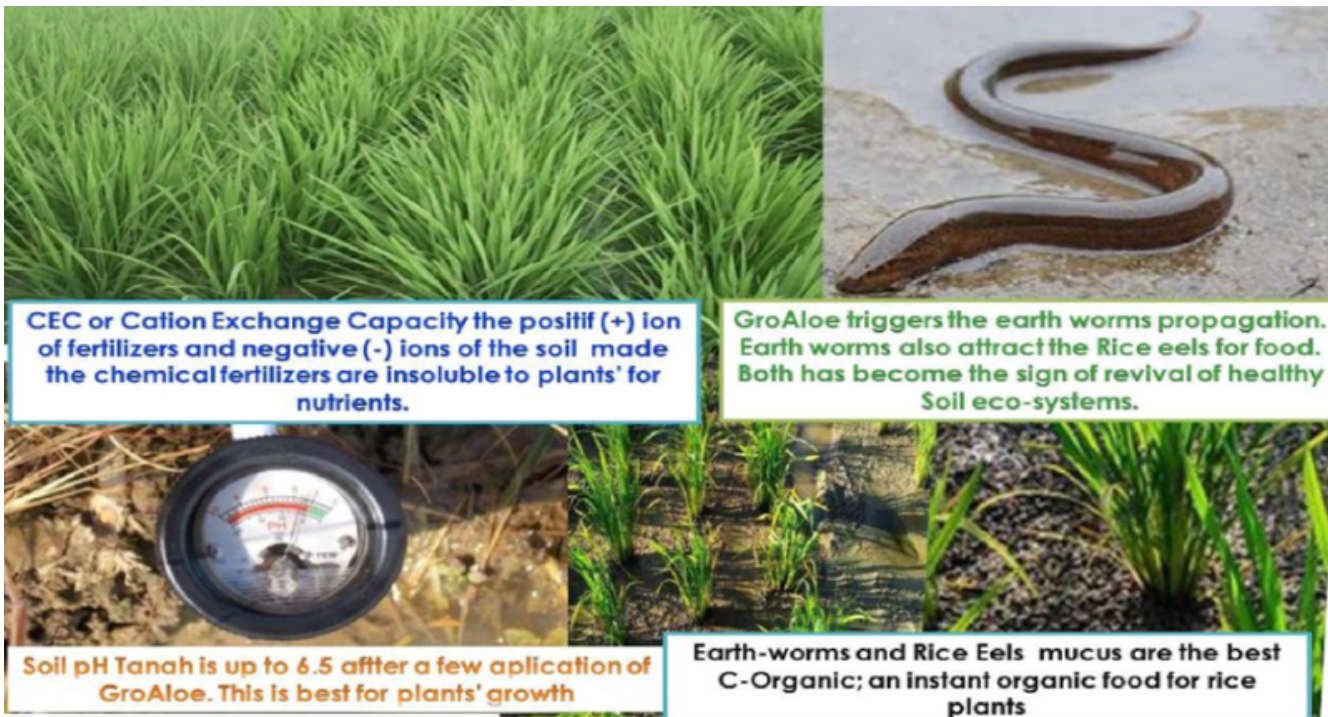 CEC or Cation Exchange Capacity the positif (+) ion
of fertilizers and negative (-) ions of the soil made
the chemical fertilizers are insoluble to plants' for
nutrients.
GroAloe triggers the earth worms propagation.
Earth worms also attract the Rice eels for food.
Both has become the sign of revival of healthy
Soil eco-systems.
PH
Soil pH Tanah is up to 6.5 aftter a few aplication of
GroAloe. This is best for plants' growth
Earth-worms and Rice Eels mucus are the best
C-Organic; an instant organic food for rice
plants